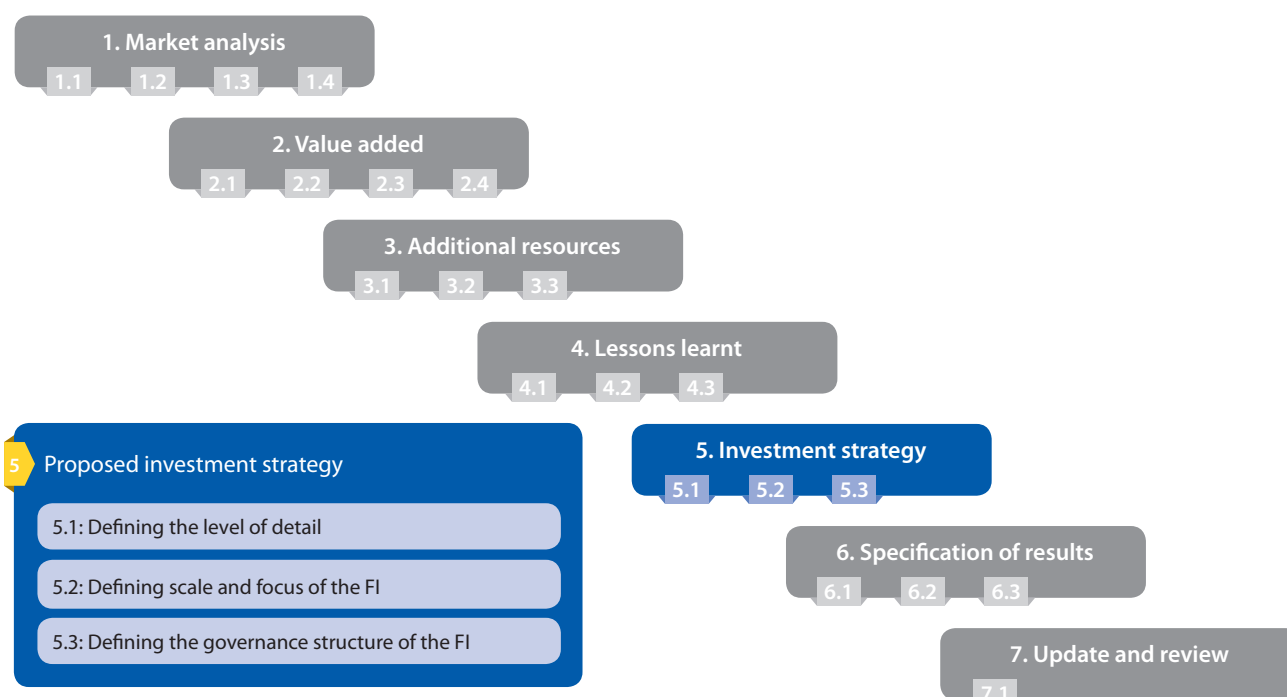 1. Market analysis
1.1 1.2 1.3 1.4
2. Value added
2.1 2.2 2.3 2.4
3. Additional resources
3.1 3.2 3.3
4. Lessons learnt
4.1 4.2 4.3
5 Proposed investment strategy
5.1: Defining the level of detail
5.2: Defining scale and focus of the FI
5.3: Defining the governance structure of the FI
5. Investment strategy
5.1 5.2 5.3
6. Specification of results
6.1 6.2 6.3
7. Update and review
7.1